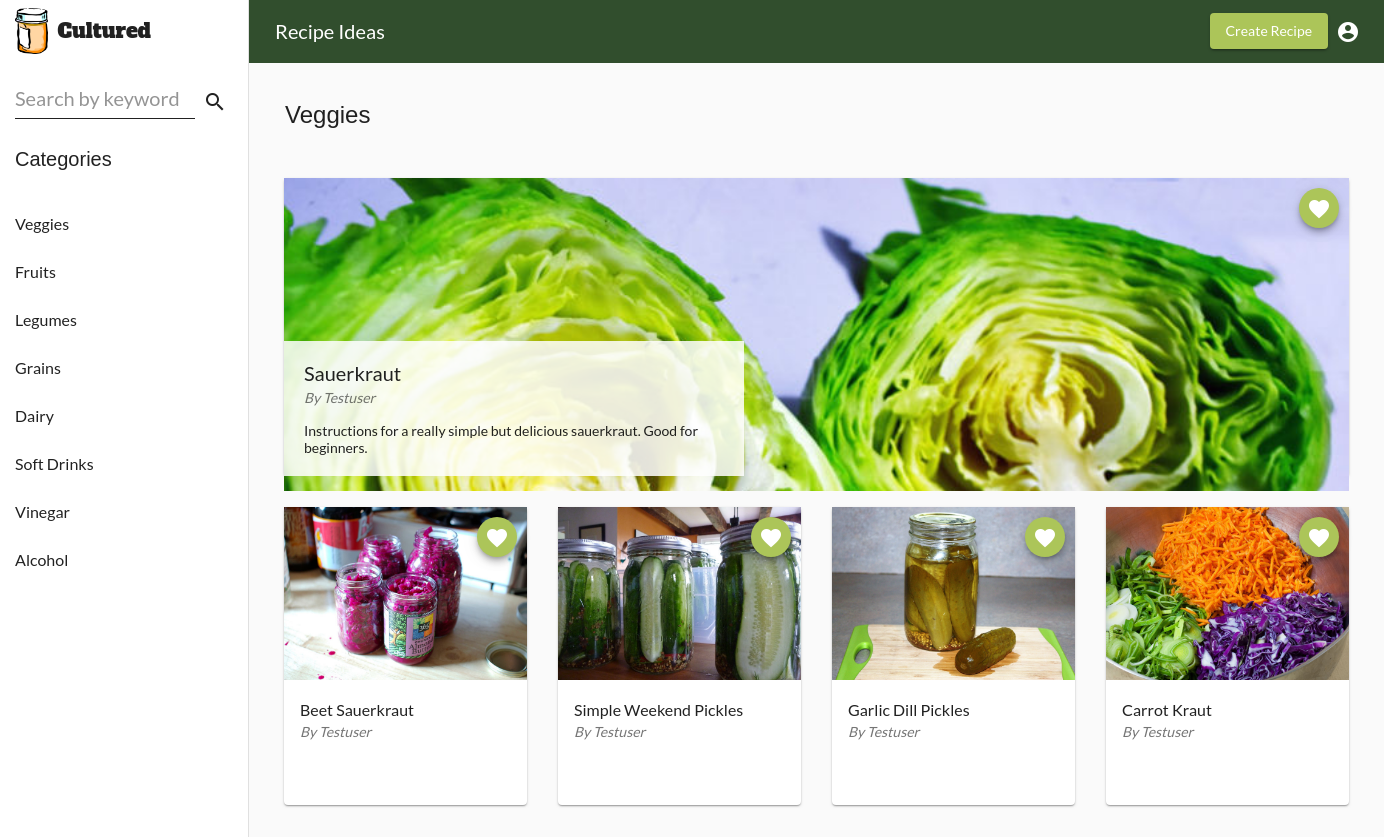 Cultured
Recipe Ideas
Create Recipe
Search by keyword
Categories
Veggies
Fruits
Legumes
Grains
Dairy
Soft Drinks
Vinegar
Alcohol
Veggies
Sauerkraut
By Testuser
Instructions for a really simple but delicious sauerkraut. Good for
beginners.
Beet Sauerkraut
By Testuser
Simple Weekend Pickles
By Testuser
Garlic Dill Pickles
By Testuser
Carrot Kraut
By Testuser